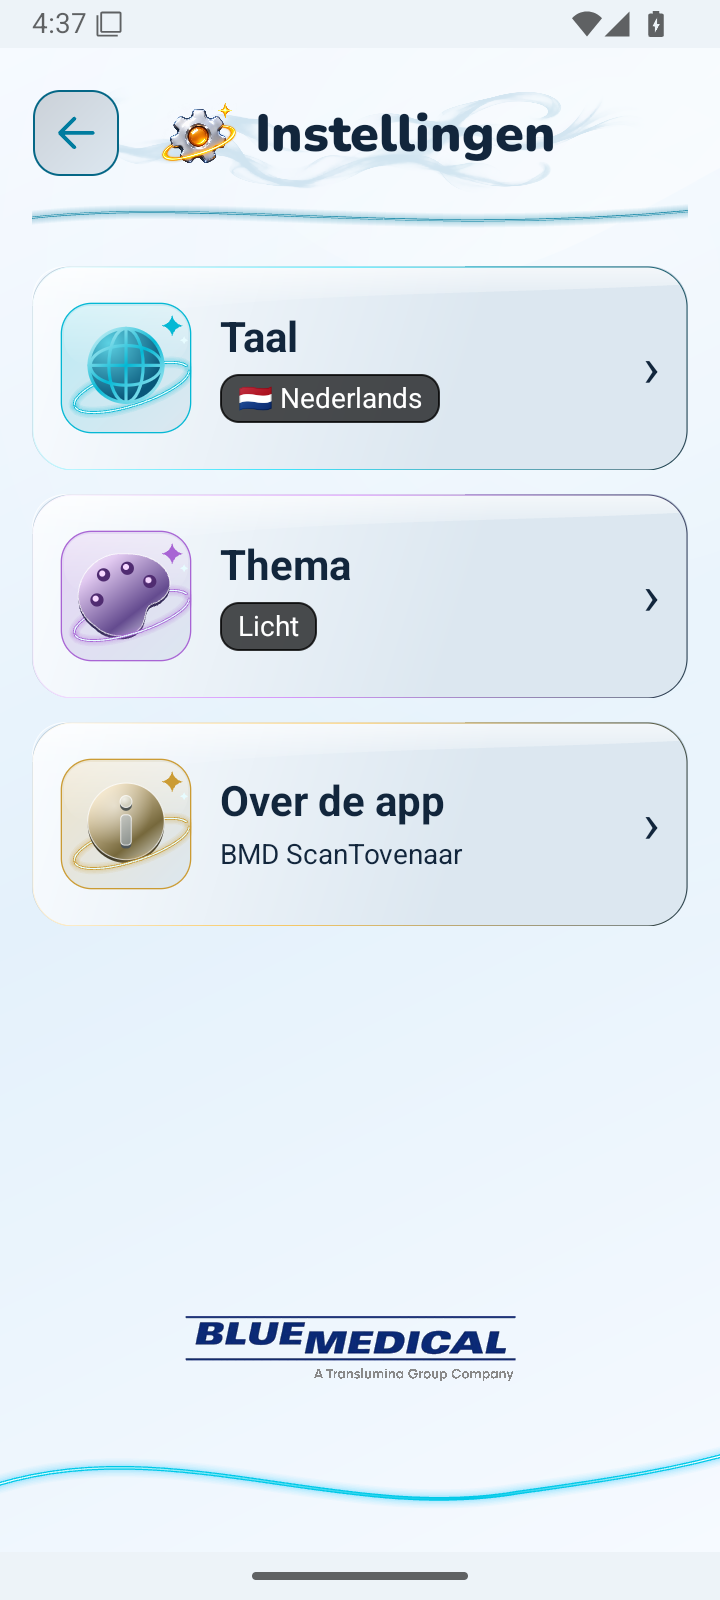 4:37
Instellingen
Taal
Nederlands
Thema
Licht
Over de app
BMD ScanTovenaar
BLUEMEDICAL
A Translumina Group Company